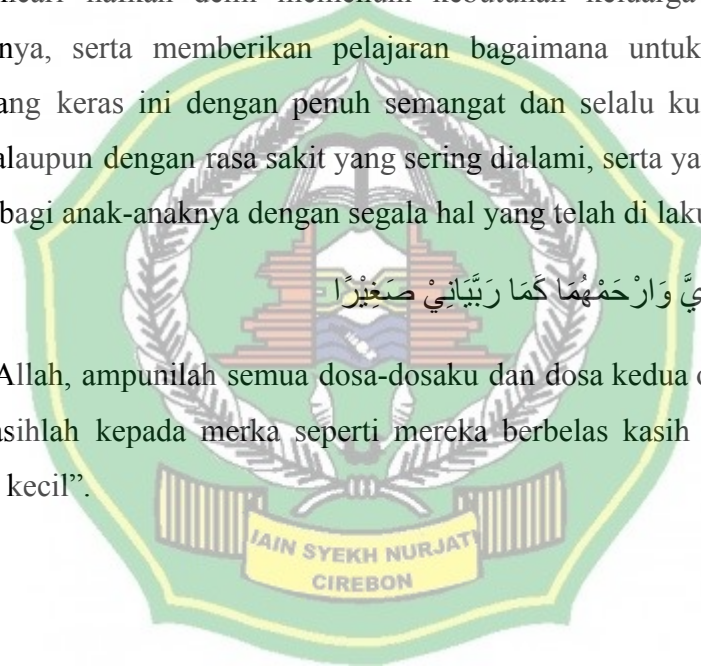 nafkah demi memenuhi kebutuhan keluarga
nya, serta memberikan pelajaran bagaimana untuk
ang keras ini dengan penuh semangat dan selalu ku
alaupun dengan rasa sakit yang sering dialami, serta ya
bagi anak-anaknya dengan segala hal yang telah di laku
يَّ وَارْحَمْهُمَا كَمَا رَبَّيَانِيْ صَغِيْرًا
Allah, ampunilah semua dosa-dosaku dan dosa kedua
asihlah kepada merka seperti mereka berbelas kasih
kecil”.
IAIN SYEKH NURJATI
CIREBON